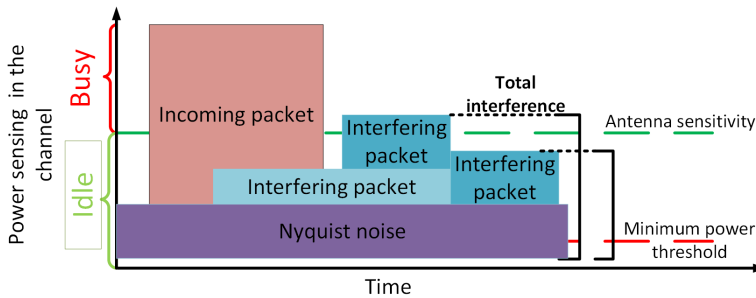 Power sensing in the
channel
Busy
Idle
Incoming packet
Total
interference
Antenna sensitivity
Interfering
packet
Interfering packet
Interfering
packet
Nyquist noise
Minimum power
threshold
Time